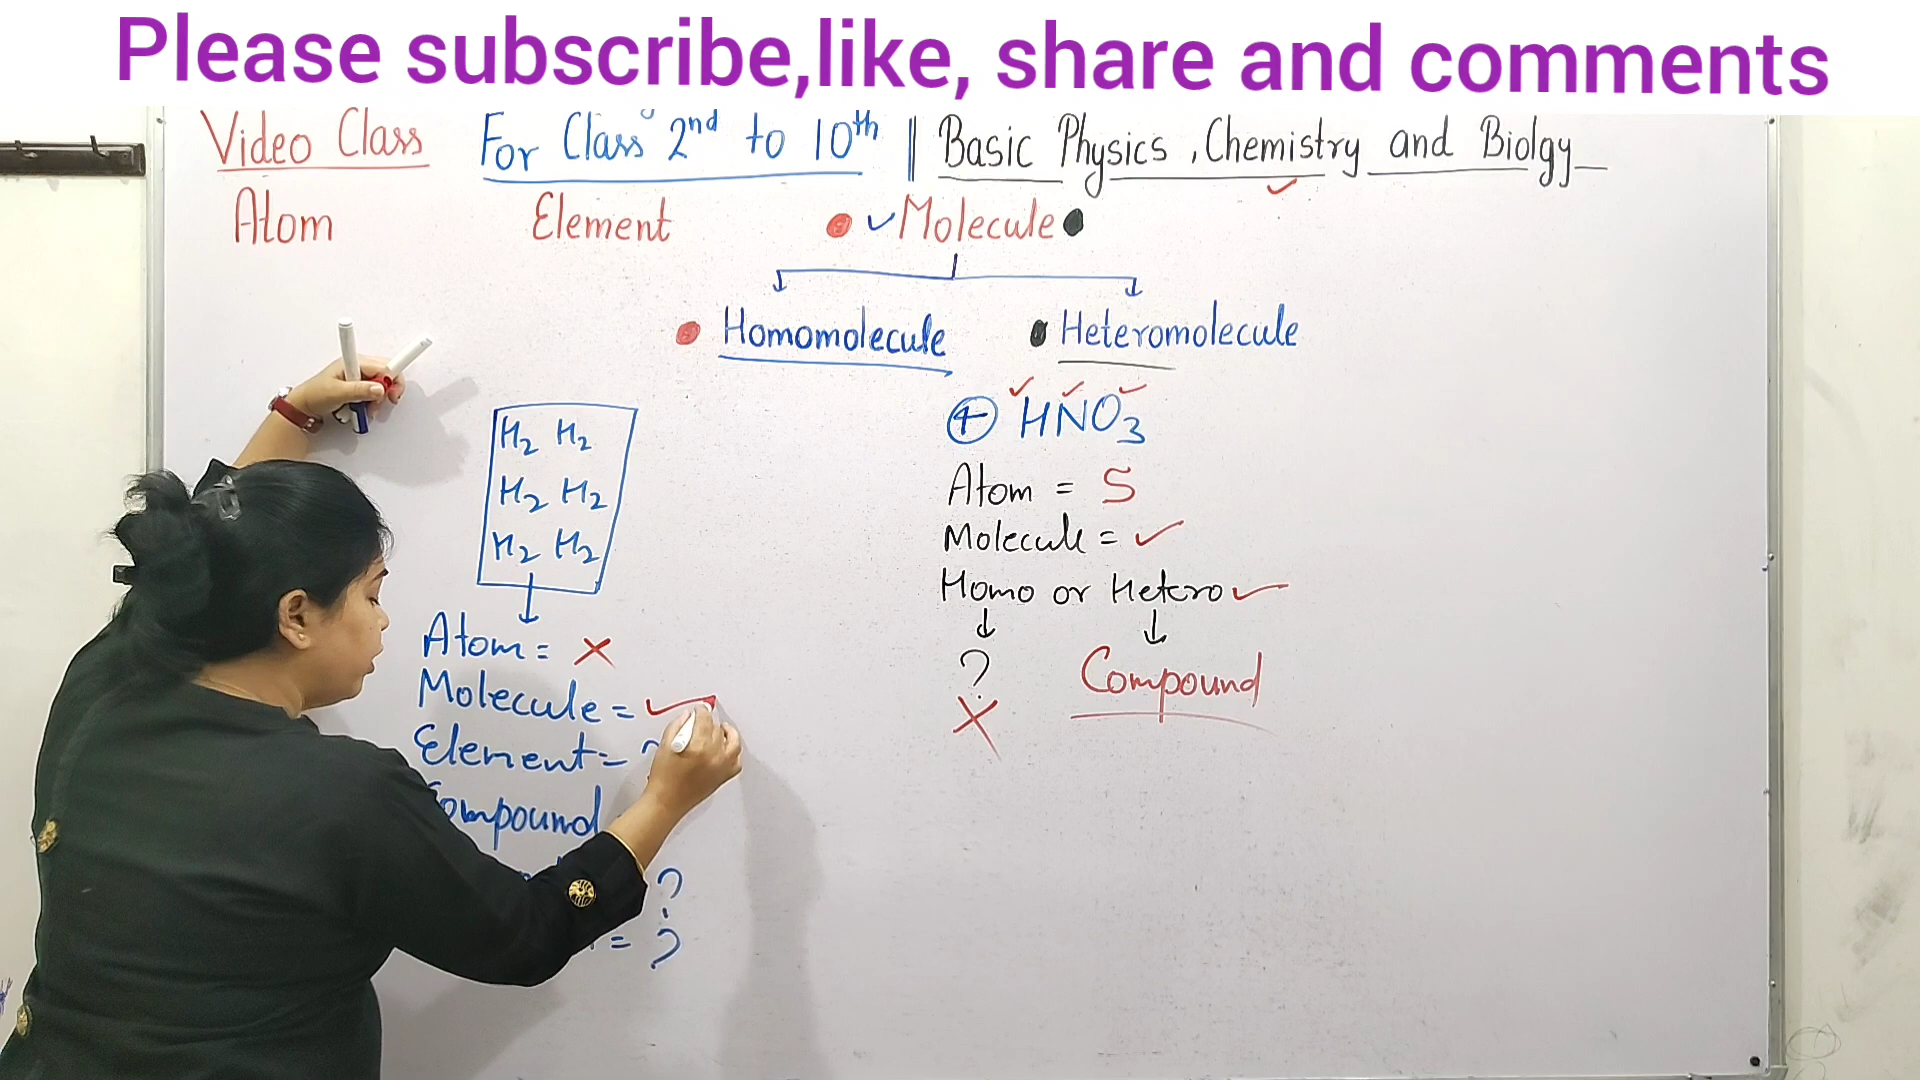 Please subscribe,like, share and comments
Video Class For Class 2nd to 10th || Basic Physics ,Chemistry and Biolgy
Atom Element Molecule
Homomolecule Heteromolecule
H2 H2
H2 H2
H2 H2
Atom =
Molecule =
Element = ?
Compound
?
= ?
4 HNO3
Atom = 5
Molecule =
Homo or Hetero
?
Compound